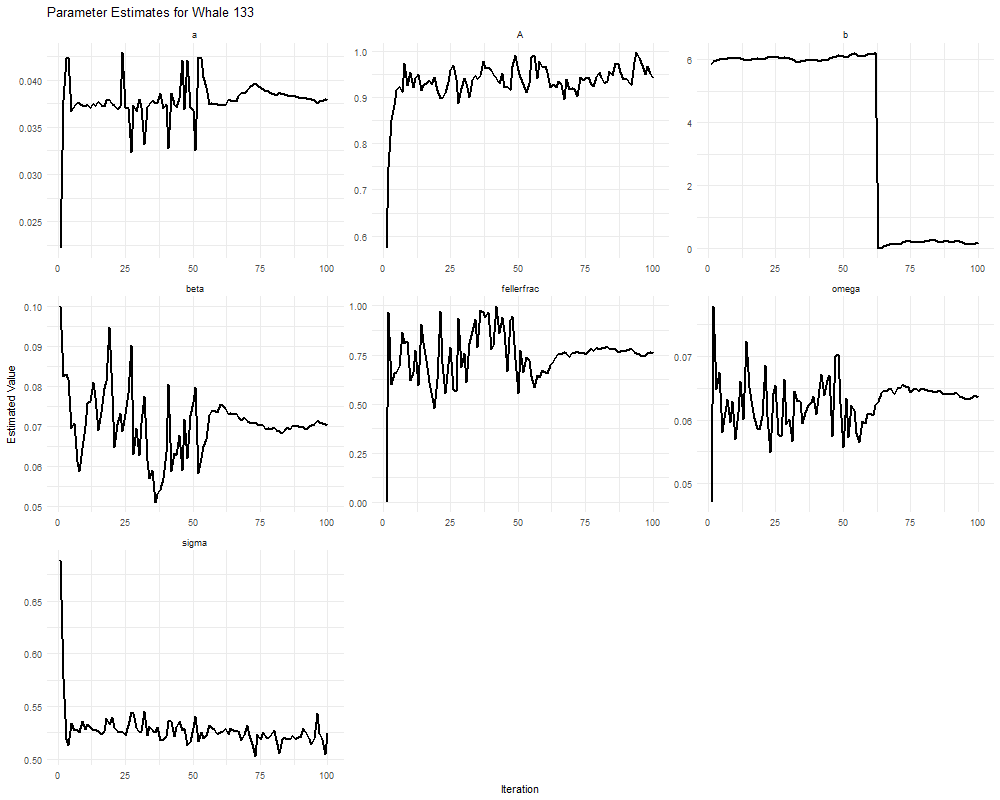 Parameter Estimates for Whale 133
a
A
b
0.040
0.035
0.030
0.025
1.0
0.9
0.8
0.7
0.6
6
4
2
0
0 25 50 75 100
0 25 50 75 100
0 25 50 75 100
beta
fellerfrac
omega
0.10
0.09
0.08
0.07
0.06
0.05
1.00
0.75
0.50
0.25
0.00
0.07
0.06
0.05
0 25 50 75 100
0 25 50 75 100
0 25 50 75 100
sigma
0.65
0.60
0.55
0.50
0 25 50 75 100
Estimated Value
Iteration